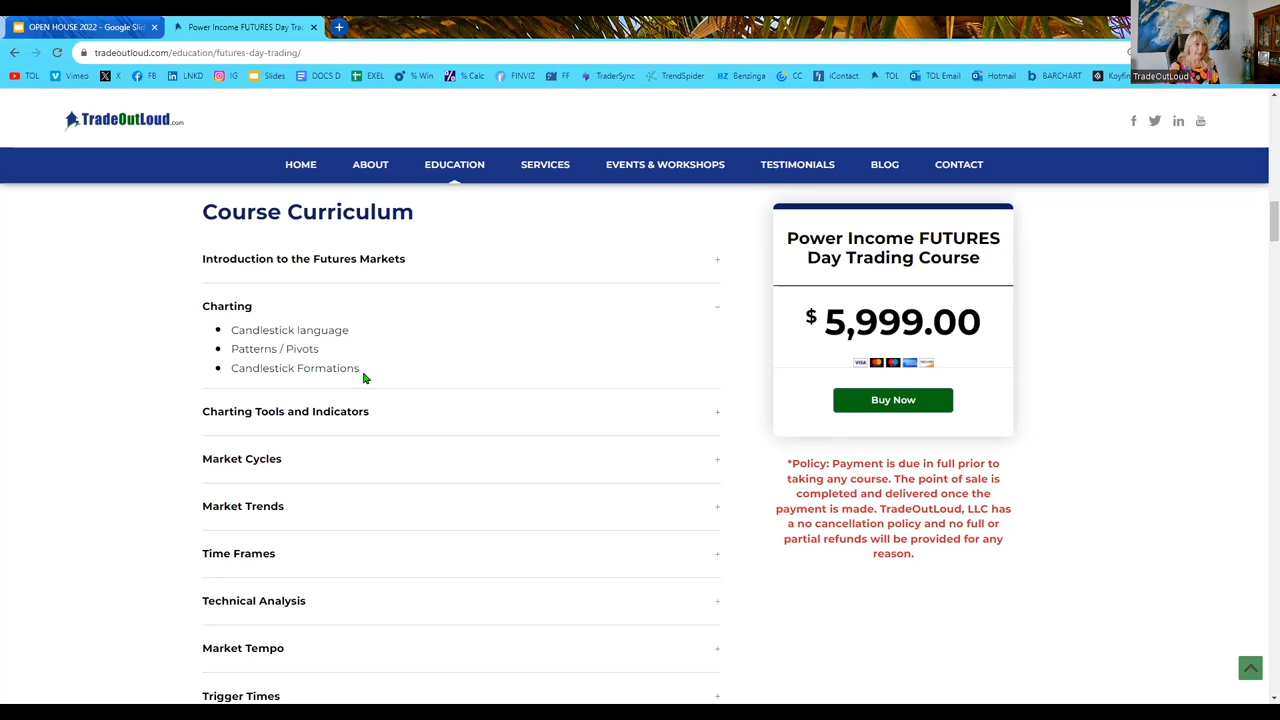 OPEN HOUSE 2022 - Google Slid
Power Income FUTURES Day Tra
tradeoutloud.com/education/futures-day-trading/
TOL
Vimeo
X
FB
LNKD
IG
Slides
DOCS D
EXEL
% Win
% Calc
FINVIZ
FF
TraderSync
TrendSpider
Benzinga
CC
iContact
TOL
TOL Email
Hotmail
BARCHART
Koyfin
TradeOutLoud
TradeOutLoud.com
HOME
ABOUT
EDUCATION
SERVICES
EVENTS & WORKSHOPS
TESTIMONIALS
BLOG
CONTACT
Course Curriculum
Introduction to the Futures Markets
Charting
Candlestick language
Patterns / Pivots
Candlestick Formations
Charting Tools and Indicators
Market Cycles
Market Trends
Time Frames
Technical Analysis
Market Tempo
Trigger Times
Power Income FUTURES
Day Trading Course
$ 5,999.00
VISA
Buy Now
*Policy: Payment is due in full prior to
taking any course. The point of sale is
completed and delivered once the
payment is made. TradeOutLoud, LLC has
a no cancellation policy and no full or
partial refunds will be provided for any
reason.